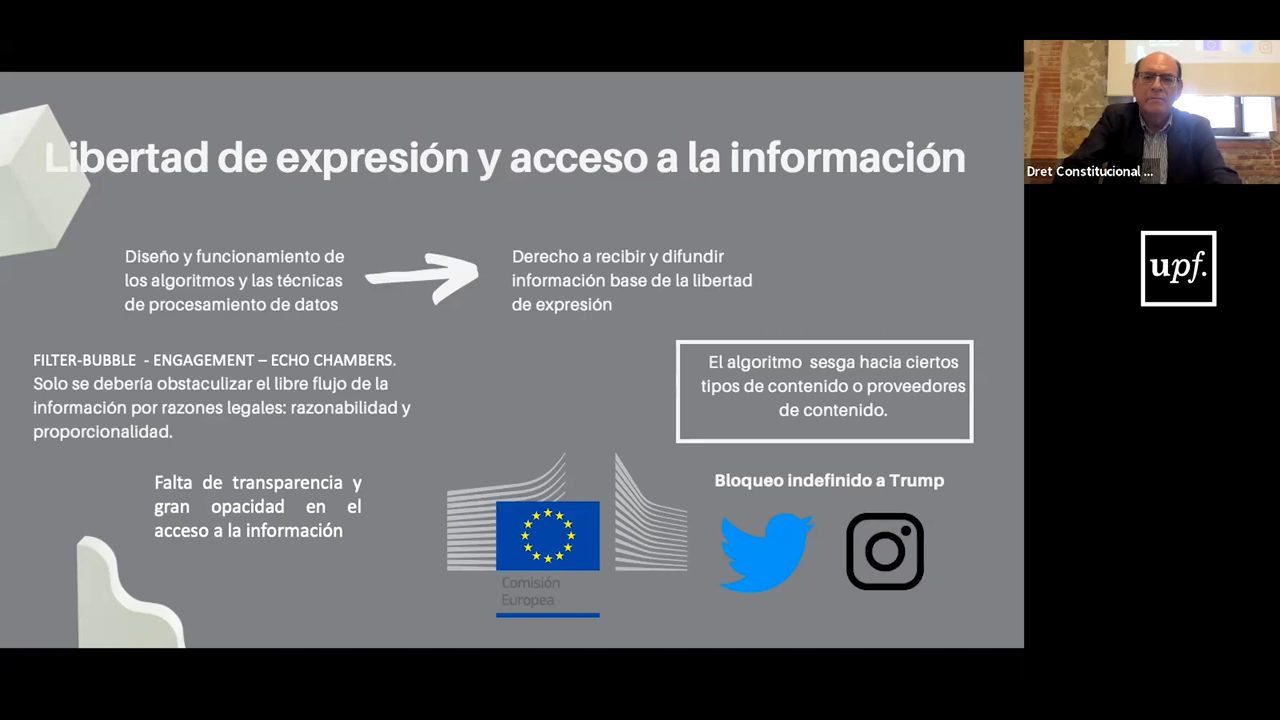 Libertad de expresión y acceso a la información
Diseño y funcionamiento de
los algoritmos y las técnicas
de procesamiento de datos
Derecho a recibir y difundir
información base de la libertad
de expresión
FILTER-BUBBLE - ENGAGEMENT – ECHO CHAMBERS.
Solo se debería obstaculizar el libre flujo de la
información por razones legales: razonabilidad y
proporcionalidad.
El algoritmo sesga hacia ciertos
tipos de contenido o proveedores
de contenido.
Falta de transparencia y
gran opacidad en el
acceso a la información
Comisión
Europea
Bloqueo indefinido a Trump
Dret Constitucional ...
upf.